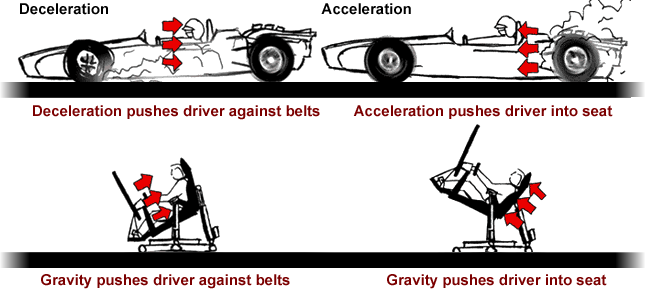 Deceleration
Acceleration
Deceleration pushes driver against belts
Acceleration pushes driver into seat
Gravity pushes driver against belts
Gravity pushes driver into seat